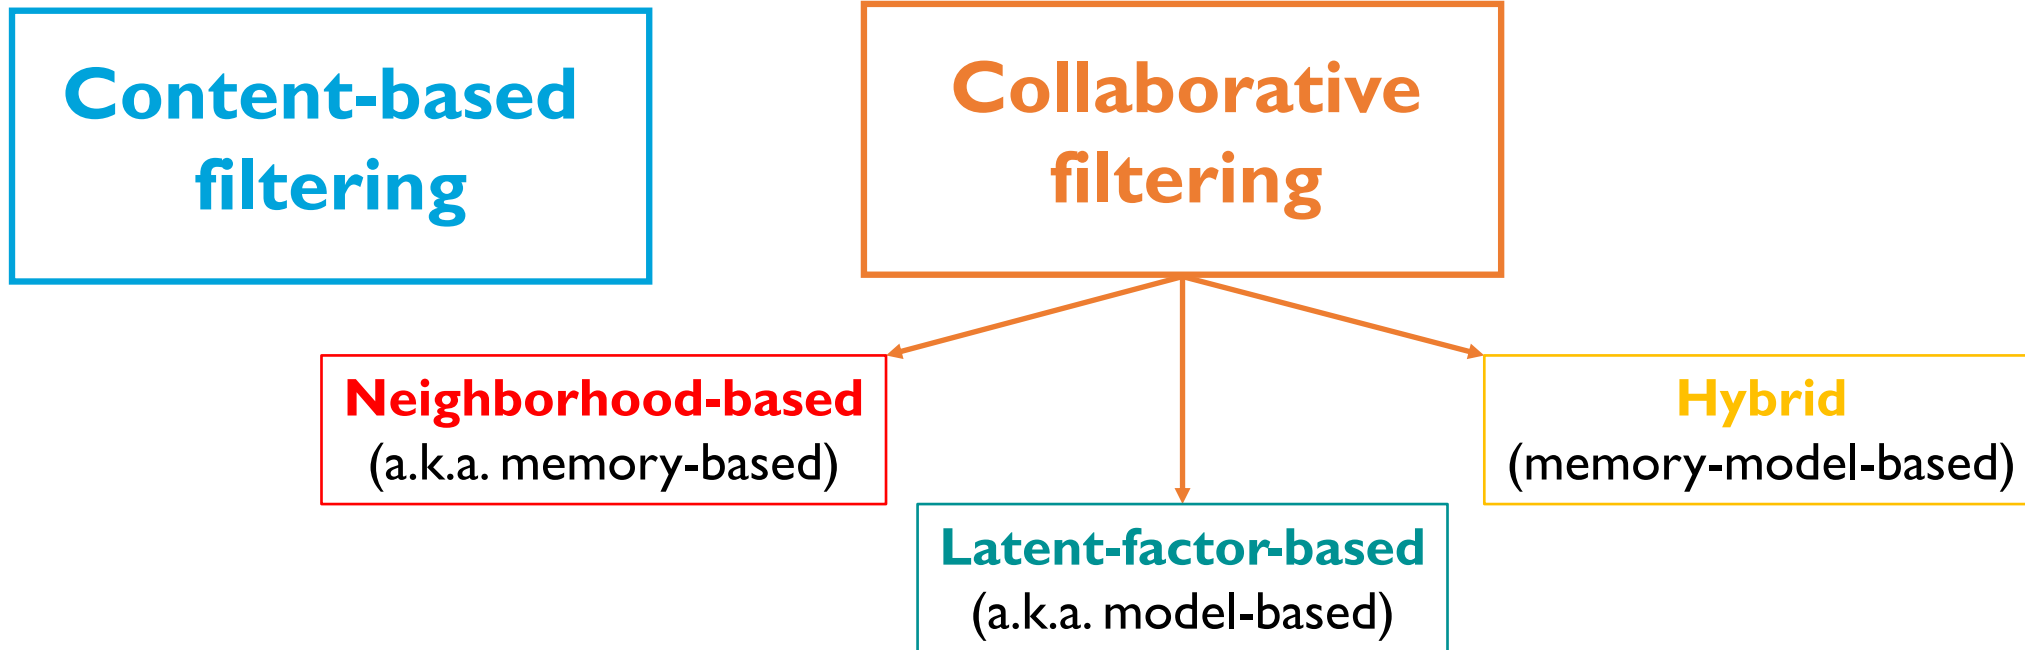 Content-based
filtering
Collaborative
filtering
Neighborhood-based
(a.k.a. memory-based)
Hybrid
(memory-model-based)
Latent-factor-based
(a.k.a. model-based)